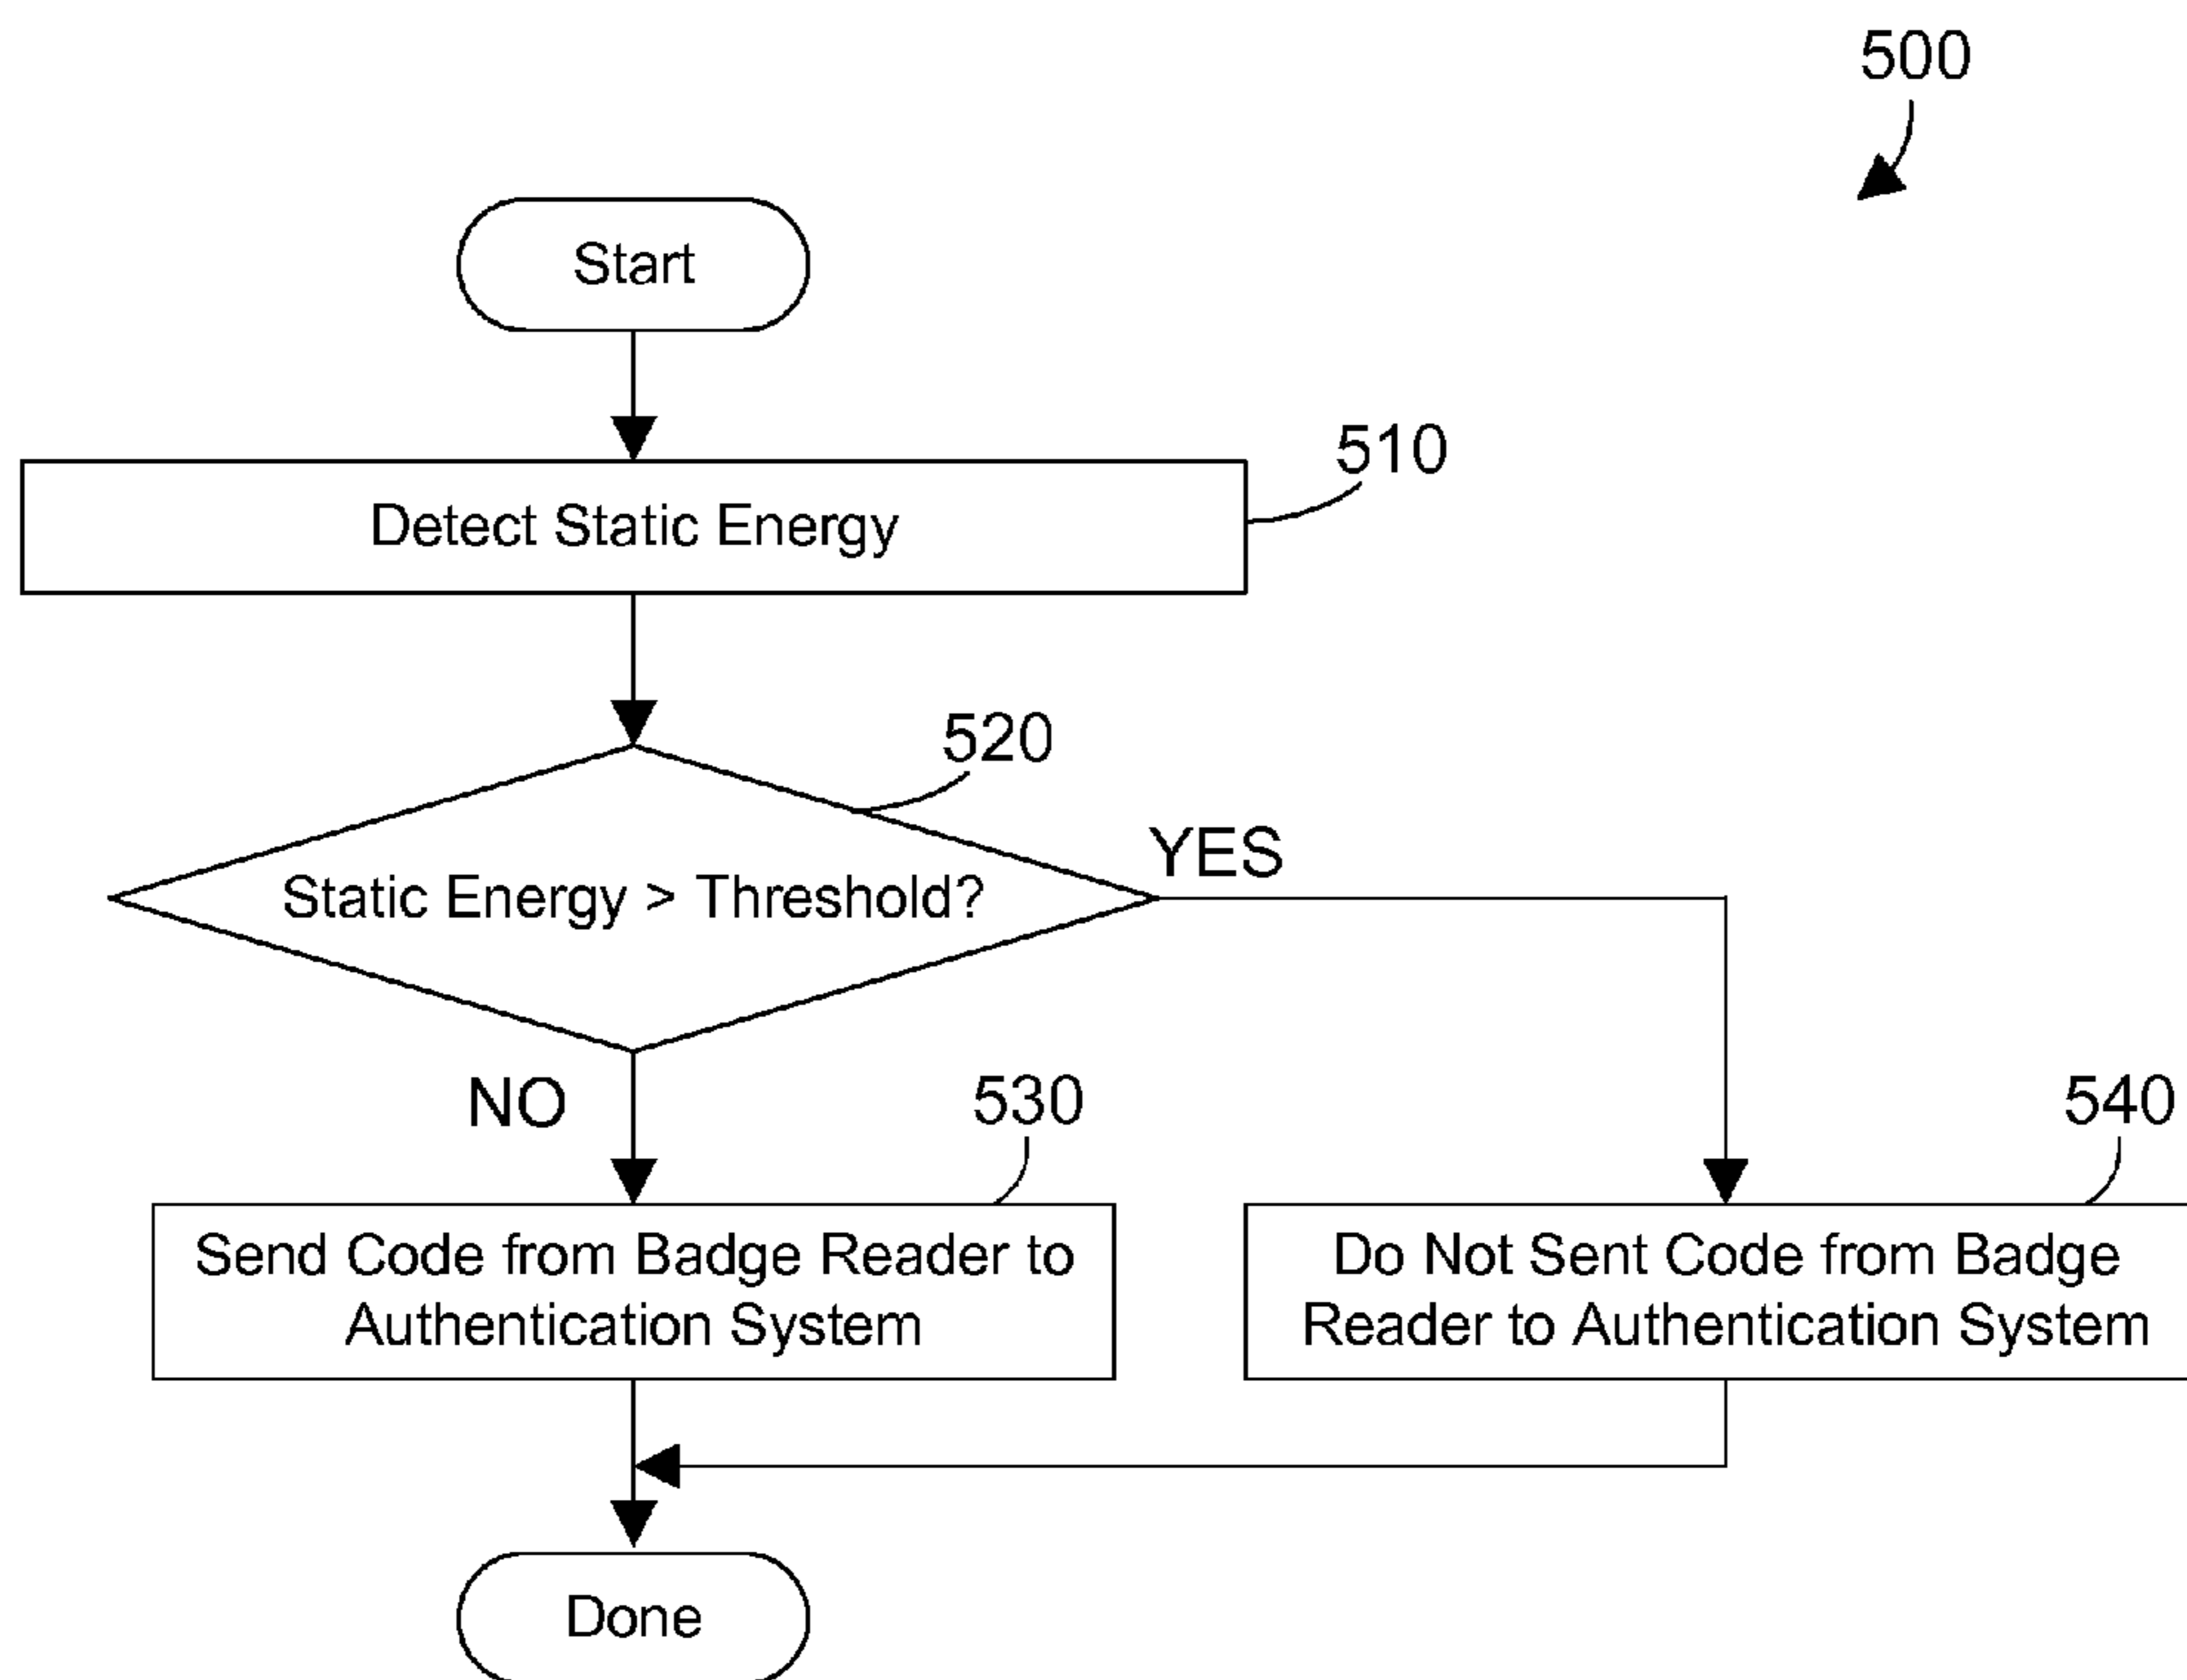 500
Start
510
Detect Static Energy
520
YES
Static Energy > Threshold?
NO
530
540
Send Code from Badge Reader to
Authentication System
Do Not Sent Code from Badge
Reader to Authentication System
Done